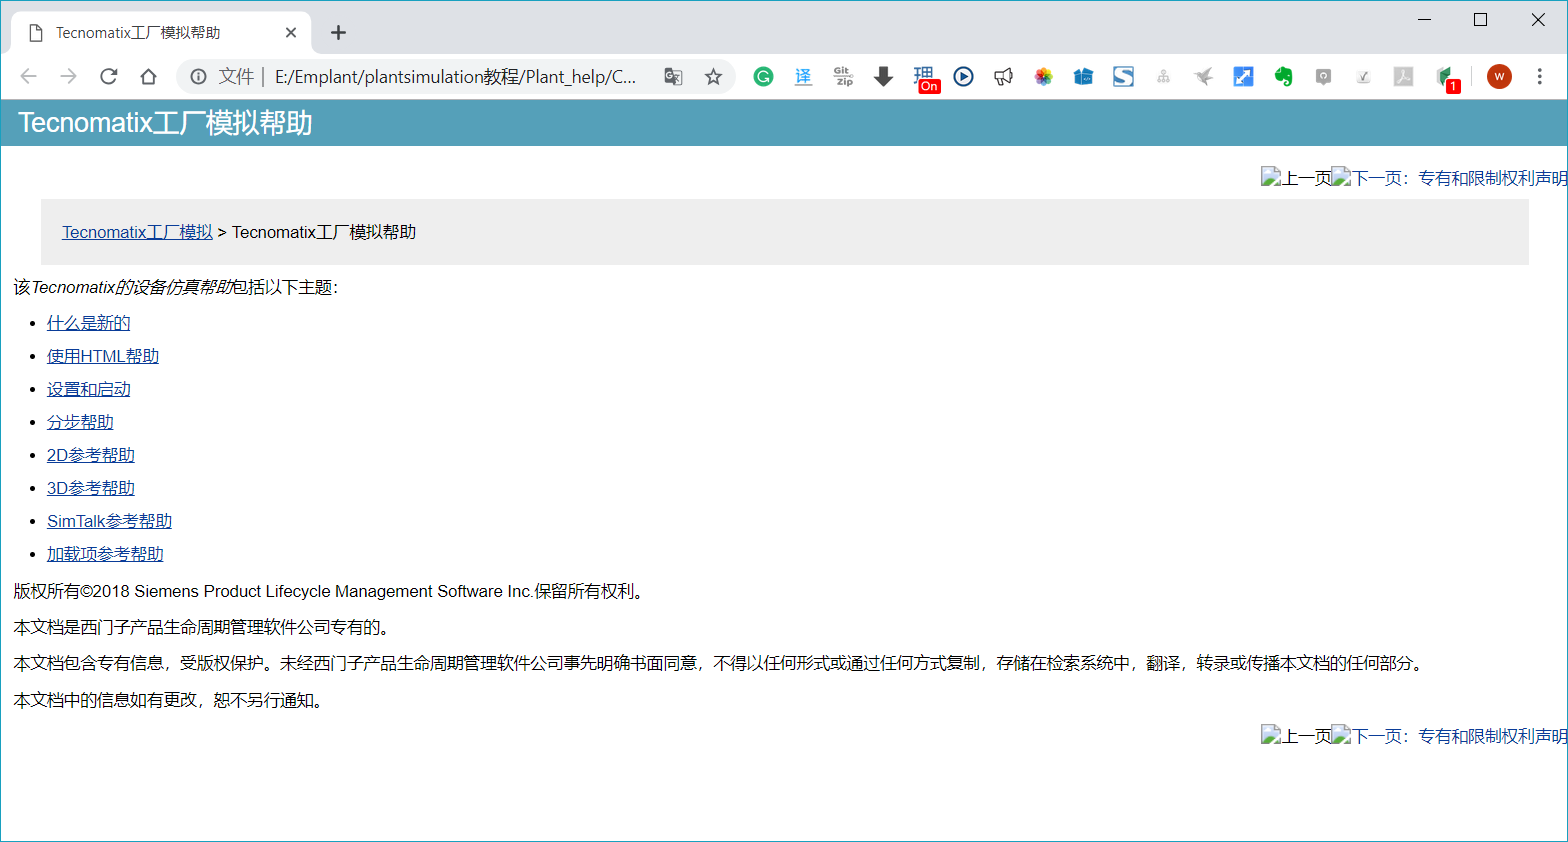 Tecnomatix工厂模拟帮助
文件 | E:/Emplant/plantsimulation教程/Plant_help/C...
译
Git Zip
On
1
W
Tecnomatix工厂模拟帮助
上一页下一页：专有和限制权利声明
Tecnomatix工厂模拟 > Tecnomatix工厂模拟帮助
该Tecnomatix的设备仿真帮助包括以下主题：
• 什么是新的
• 使用HTML帮助
• 设置和启动
• 分步帮助
• 2D参考帮助
• 3D参考帮助
• SimTalk参考帮助
• 加载项参考帮助
版权所有©2018 Siemens Product Lifecycle Management Software Inc.保留所有权利。
本文档是西门子产品生命周期管理软件公司专有的。
本文档包含专有信息，受版权保护。未经西门子产品生命周期管理软件公司事先明确书面同意，不得以任何形式或通过任何方式复制，存储在检索系统中，翻译，转录或传播本文档的任何部分。
本文档中的信息如有更改，恕不另行通知。
上一页下一页：专有和限制权利声明